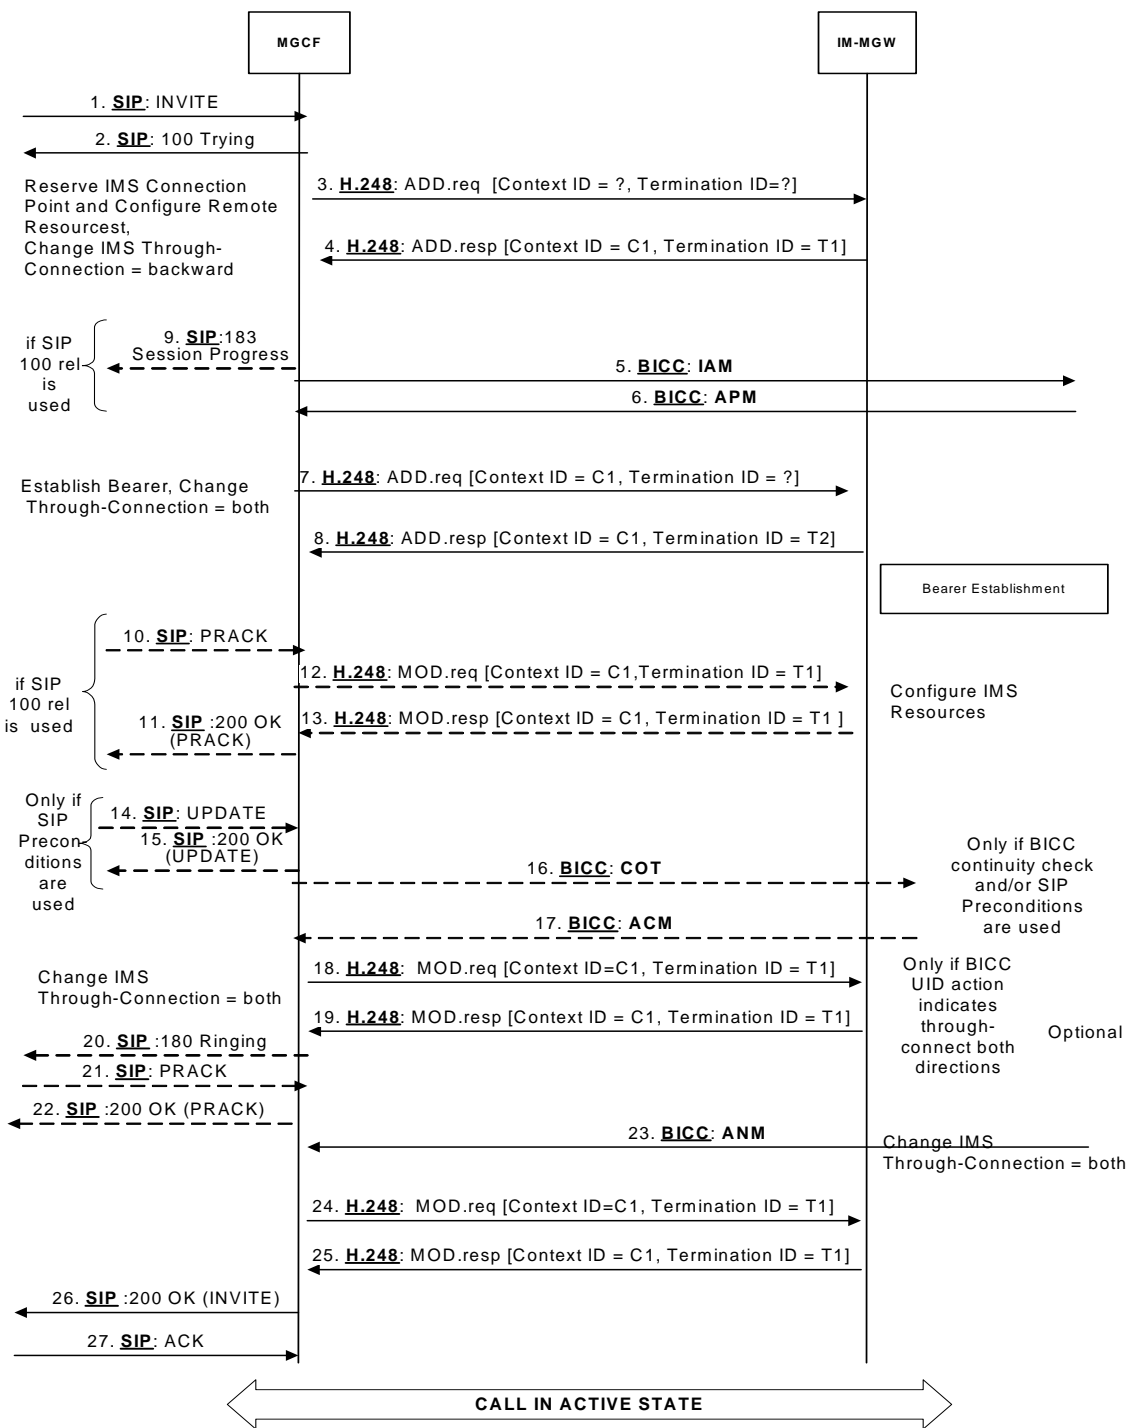 MGCF
IM-MGW
1. SIP: INVITE
2. SIP: 100 Trying
Reserve IMS Connection
Point and Configure Remote
Resourcest,
Change IMS Through-
Connection = backward
3. H.248: ADD.req [Context ID = ?, Termination ID=?]
4. H.248: ADD.resp [Context ID = C1, Termination ID = T1]
if SIP
100 rel
is
used
9. SIP:183
Session Progress
5. BICC: IAM
6. BICC: APM
Establish Bearer, Change
Through-Connection = both
7. H.248: ADD.req [Context ID = C1, Termination ID = ?]
8. H.248: ADD.resp [Context ID = C1, Termination ID = T2]
Bearer Establishment
if SIP
100 rel
is used
10. SIP: PRACK
12. H.248: MOD.req [Context ID = C1,Termination ID = T1]
11. SIP :200 OK
(PRACK)
13. H.248: MOD.resp [Context ID = C1, Termination ID = T1 ]
Configure IMS
Resources
Only if
SIP
Precon
ditions
are
used
14. SIP: UPDATE
15. SIP :200 OK
(UPDATE)
16. BICC: COT
Only if BICC
continuity check
and/or SIP
Preconditions
are used
17. BICC: ACM
Change IMS
Through-Connection = both
18. H.248: MOD.req [Context ID=C1, Termination ID = T1]
19. H.248: MOD.resp [Context ID = C1, Termination ID = T1]
Only if BICC
UID action
indicates
through-
connect both
directions
Optional
20. SIP :180 Ringing
21. SIP: PRACK
22. SIP :200 OK (PRACK)
23. BICC: ANM
Change IMS
Through-Connection = both
24. H.248: MOD.req [Context ID=C1, Termination ID = T1]
25. H.248: MOD.resp [Context ID = C1, Termination ID = T1]
26. SIP :200 OK (INVITE)
27. SIP: ACK
CALL IN ACTIVE STATE